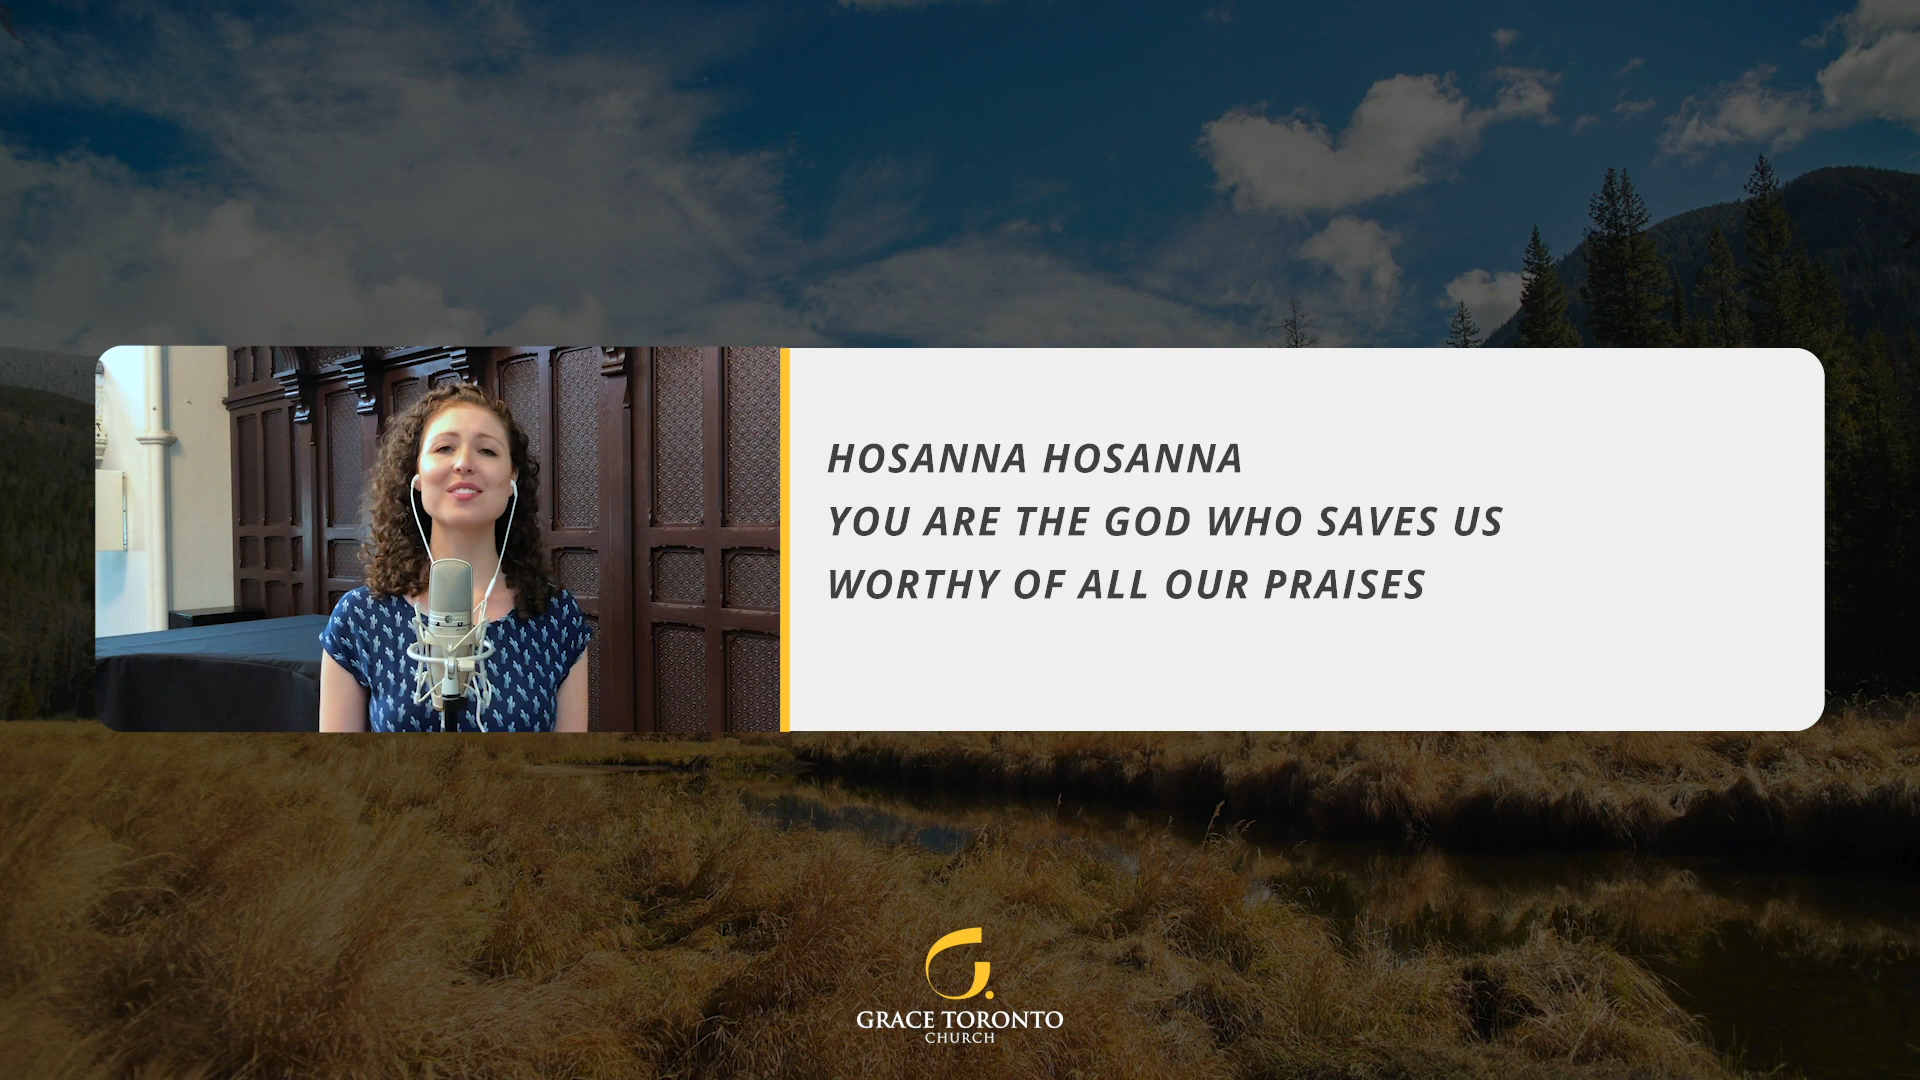 HOSANNA HOSANNA
YOU ARE THE GOD WHO SAVES US
WORTHY OF ALL OUR PRAISES
GRACE TORONTO
CHURCH